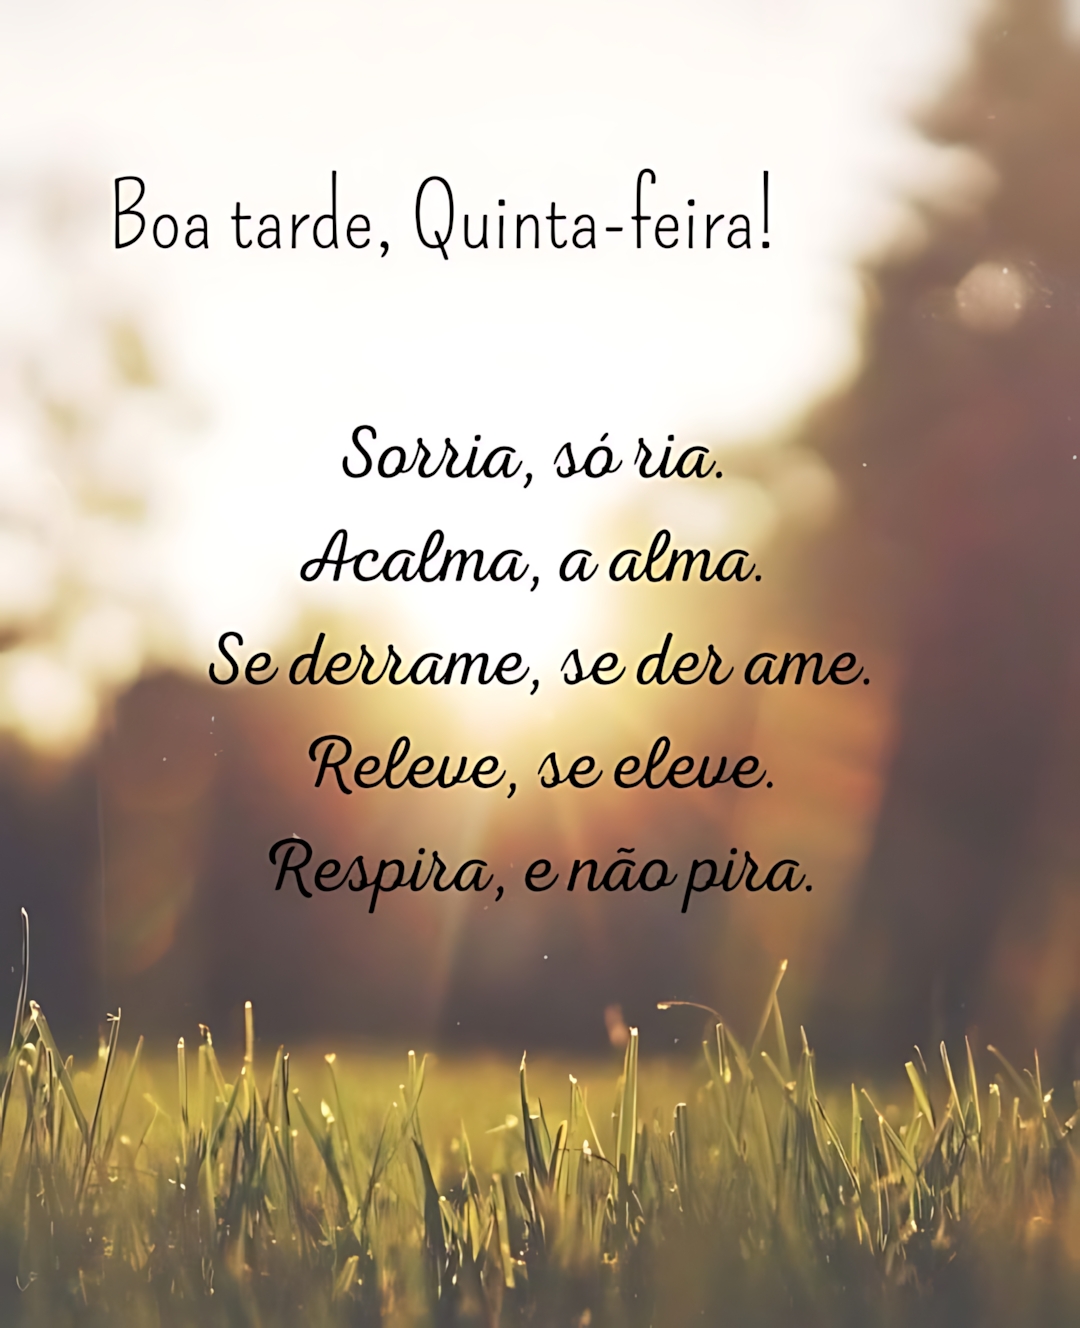 Boa tarde, Quinta-feira!
Sorria, só ria.
Acalma, a alma.
Se derrame, se der ame.
Releve, se eleve.
Respira, e não pira.